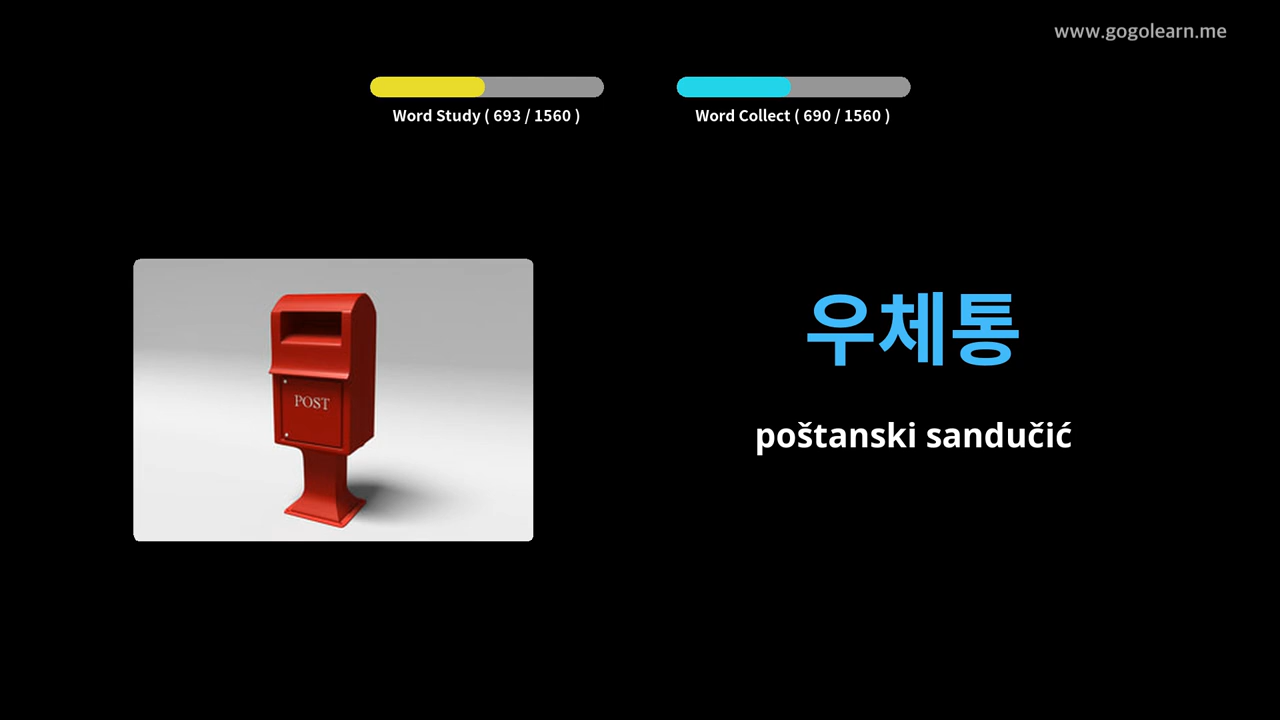 www.gogolearn.me
Word Study ( 693 / 1560 )
Word Collect ( 690 / 1560 )
POST
우체통
poštanski sandučić